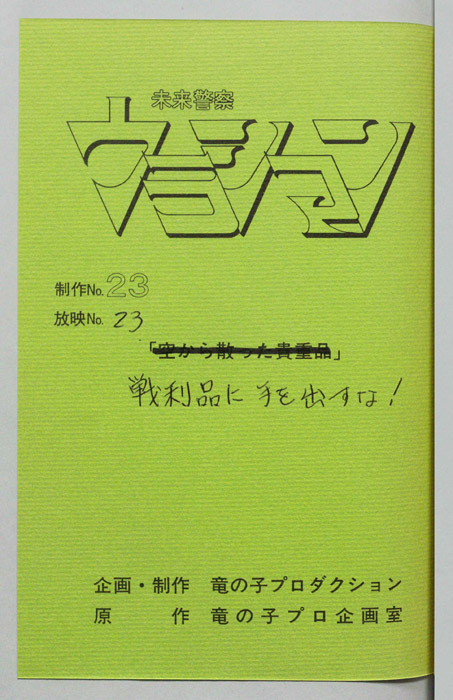 未来警察
ウラシマン
制作No.23
放映No. 23
「空から散った貴重品」
戦利品に手を出すな!
企画・制作 竜の子プロダクション
原 作 竜の子プロ企画室